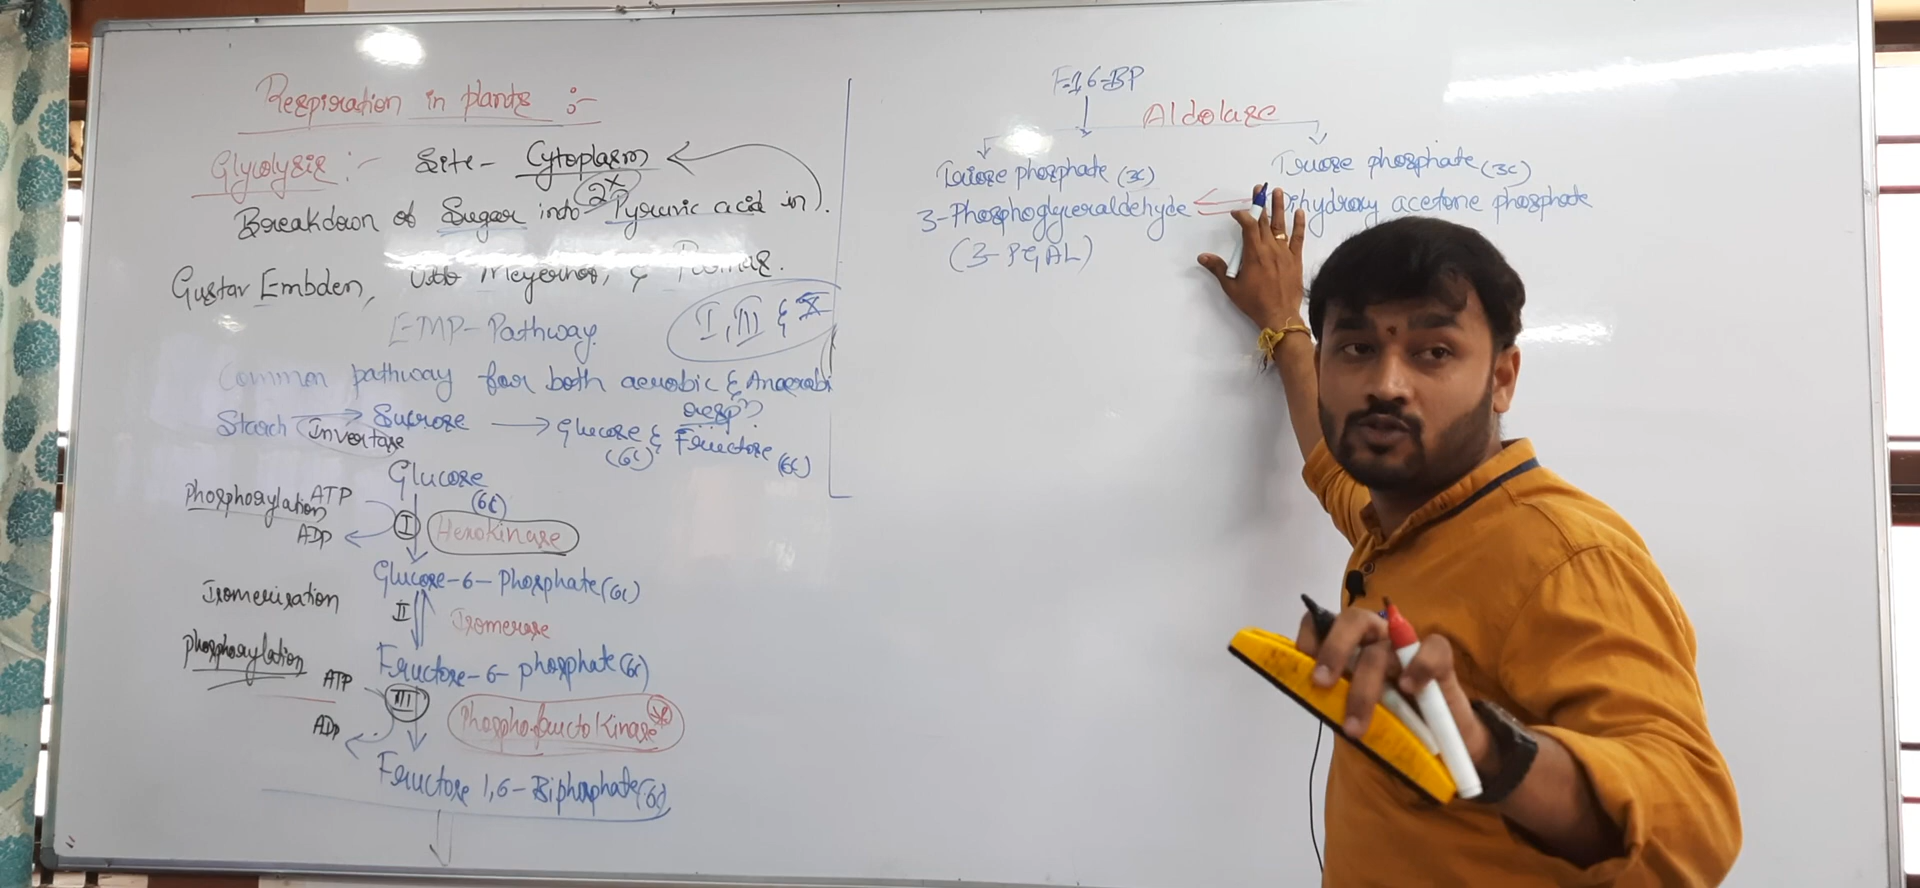 Respiration in plants :-
Glycolysis :- Site - Cytoplasm
Breakdown of Sugar into 2x Pyruvic acid in
Gustav Embden, Otto Meyerhof, & Parnas.
EMP-Pathway.
I, III & X
Common pathway for both aerobic & Anaerobi
respⁿ
Starch → Sucrose → Glucose & Fructose (6C)
Invertase (6C)
Glucose
(6C)
Phosphorylation ATP
ADP I Hexokinase
Glucose-6-Phosphate (6C)
Isomerisation II Isomerase
Fructose-6-phosphate (6C)
phosphorylation
ATP III Phosphofructokinase
ADP
Fructose 1,6-Biphosphate (6C)
F-1,6-BP
Aldolase
Triose phosphate (3C) Triose phosphate (3C)
3-Phosphoglyceraldehyde Dihydroxy acetone phosphate
(3-PGAL)